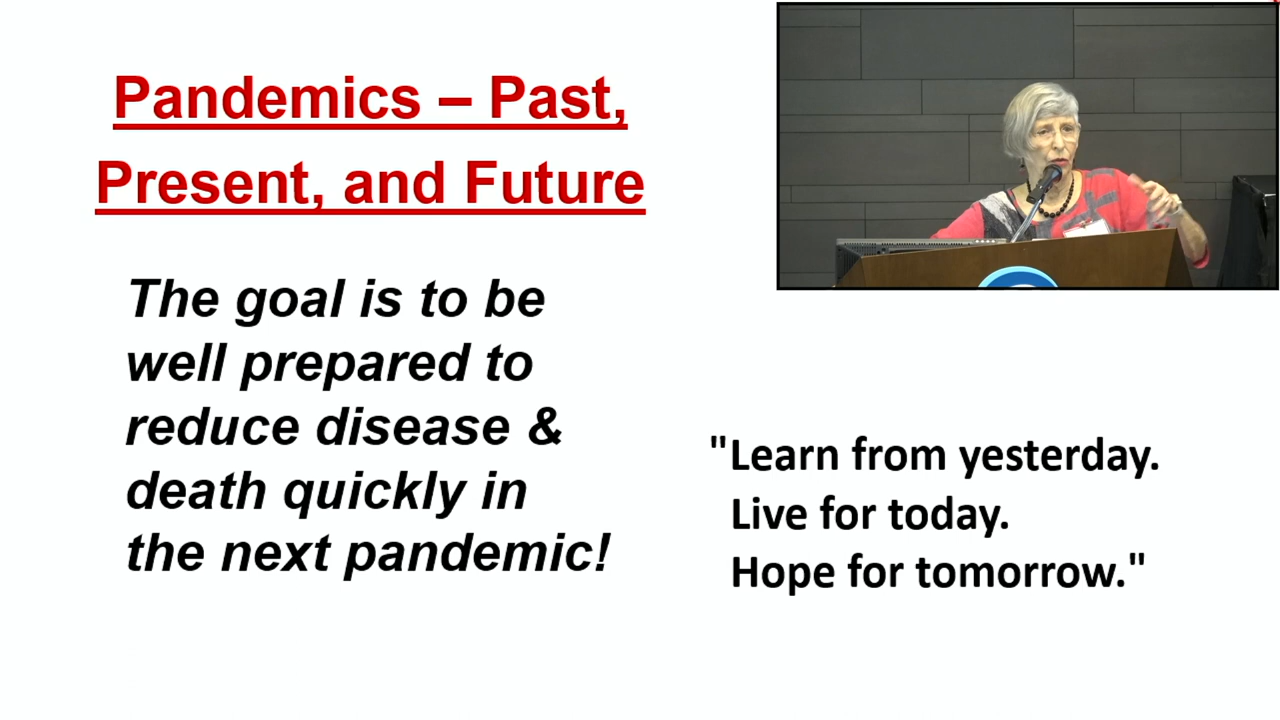 Pandemics – Past,
Present, and Future
The goal is to be
well prepared to
reduce disease &
death quickly in
the next pandemic!
"Learn from yesterday.
Live for today.
Hope for tomorrow."